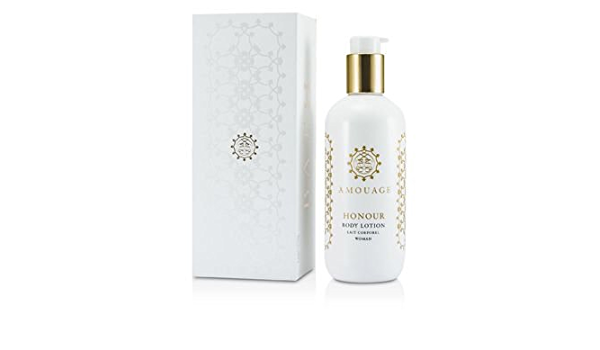 AMOUAGE
HONOUR
BODY LOTION
LAIT CORPOREL
WOMAN